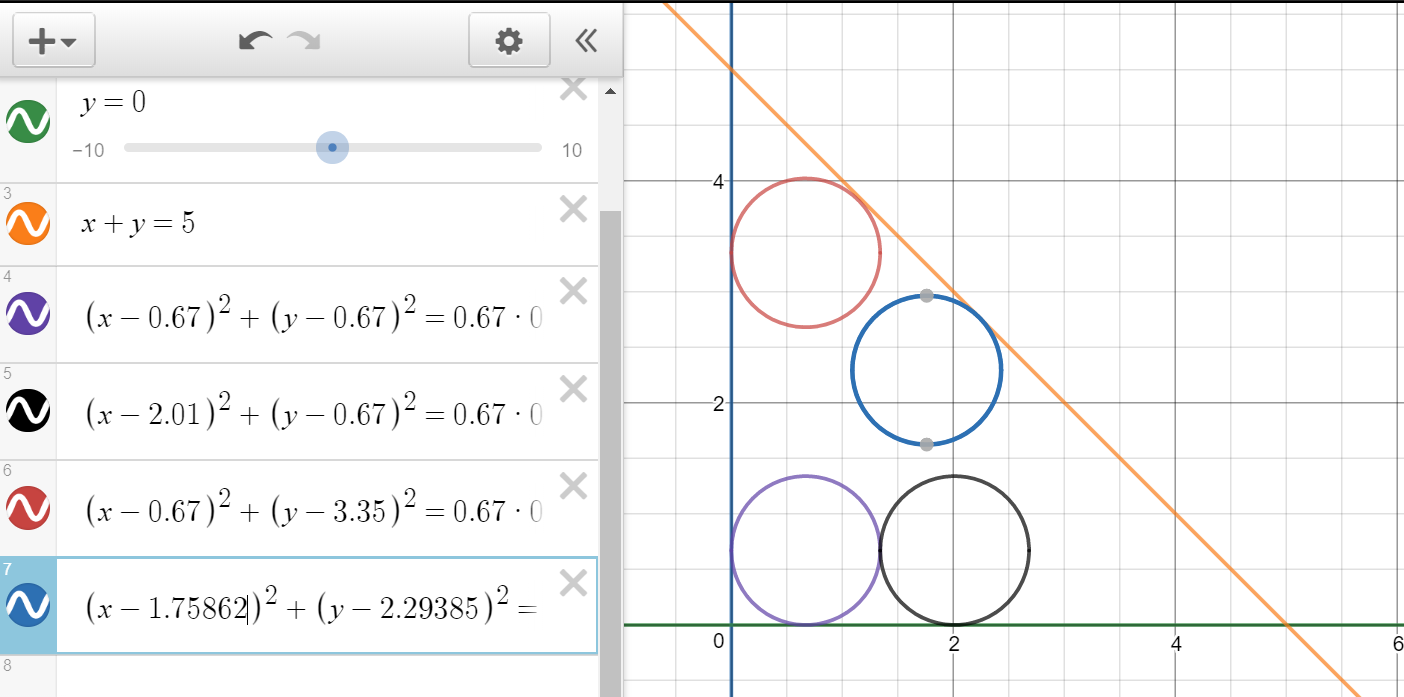 y = 0
−10 10
3
x + y = 5
4
(x − 0.67)² + (y − 0.67)² = 0.67 · 0
5
(x − 2.01)² + (y − 0.67)² = 0.67 · 0
6
(x − 0.67)² + (y − 3.35)² = 0.67 · 0
7
(x − 1.75862)² + (y − 2.29385)² =
8
4
2
0 2 4 6